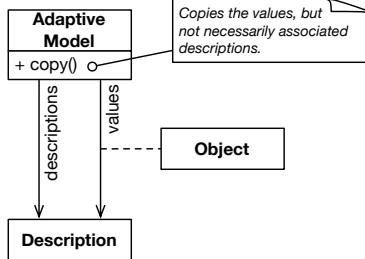 Adaptive
Model
+ copy()
Copies the values, but
not necessarily associated
descriptions.
descriptions
values
Object
Description